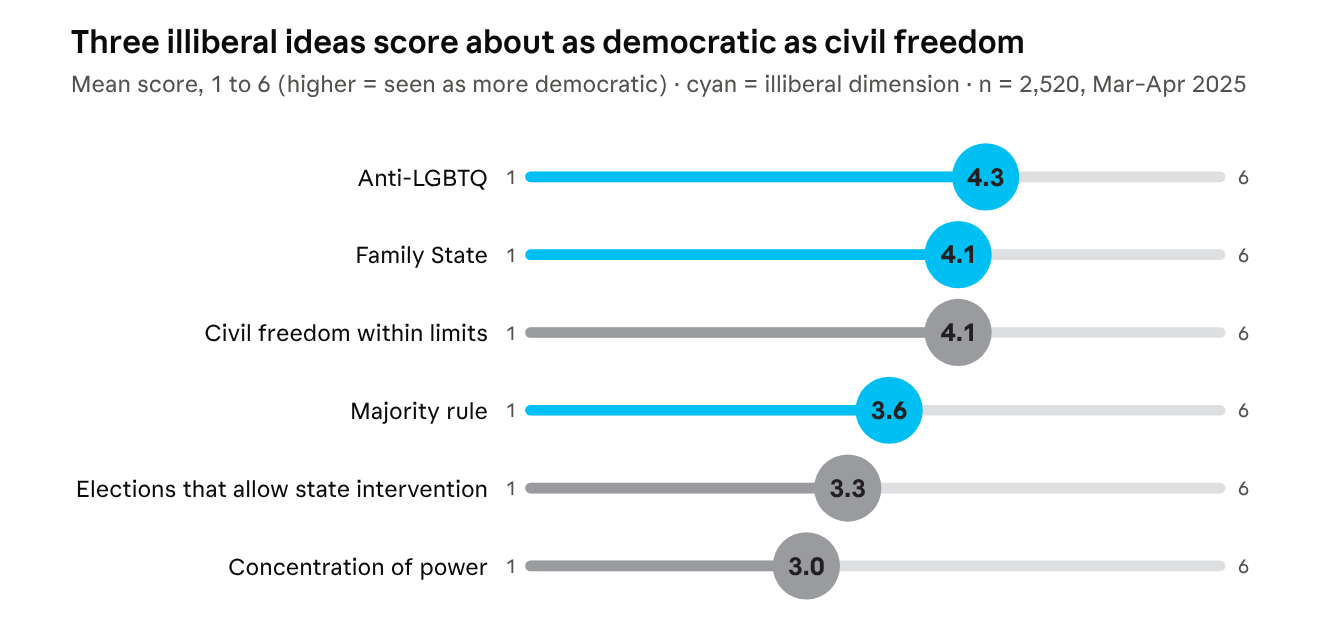 Three illiberal ideas score about as democratic as civil freedom
Mean score, 1 to 6 (higher = seen as more democratic) · cyan = illiberal dimension · n = 2,520, Mar–Apr 2025
Anti-LGBTQ 1 4.3 6
Family State 1 4.1 6
Civil freedom within limits 1 4.1 6
Majority rule 1 3.6 6
Elections that allow state intervention 1 3.3 6
Concentration of power 1 3.0 6